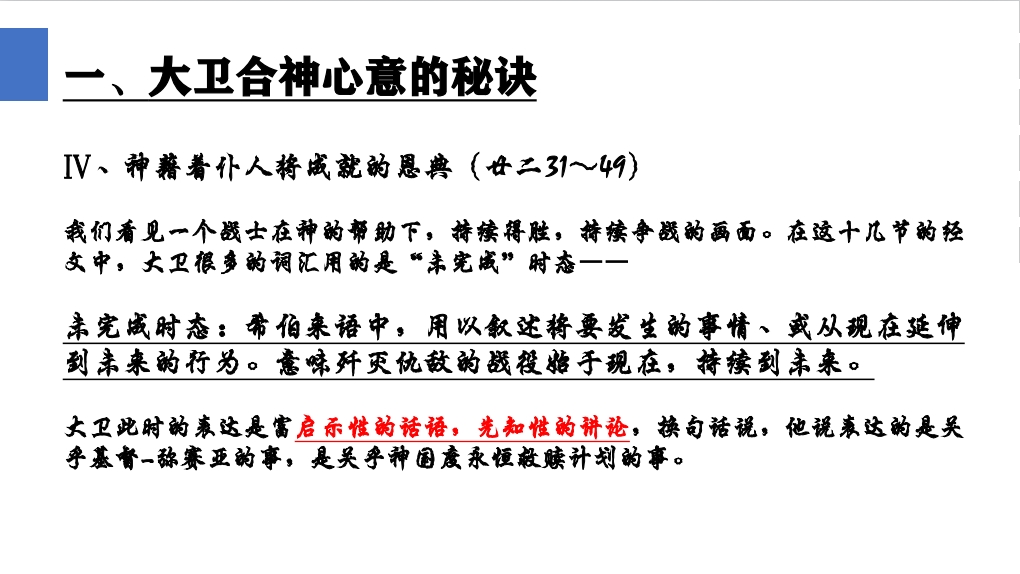 一、大卫合神心意的秘诀
Ⅳ、神藉着仆人将成就的恩典（廿二31～49）
我们看见一个战士在神的帮助下，持续得胜，持续争战的画面。在这十几节的经
文中，大卫很多的词汇用的是“未完成”时态——
未完成时态：希伯来语中，用以叙述将要发生的事情、或从现在延伸
到未来的行为。意味歼灭仇敌的战役始于现在，持续到未来。
大卫此时的表达是富启示性的话语，先知性的讲论，换句话说，他说表达的是关
乎基督-弥赛亚的事，是关乎神国度永恒救赎计划的事。